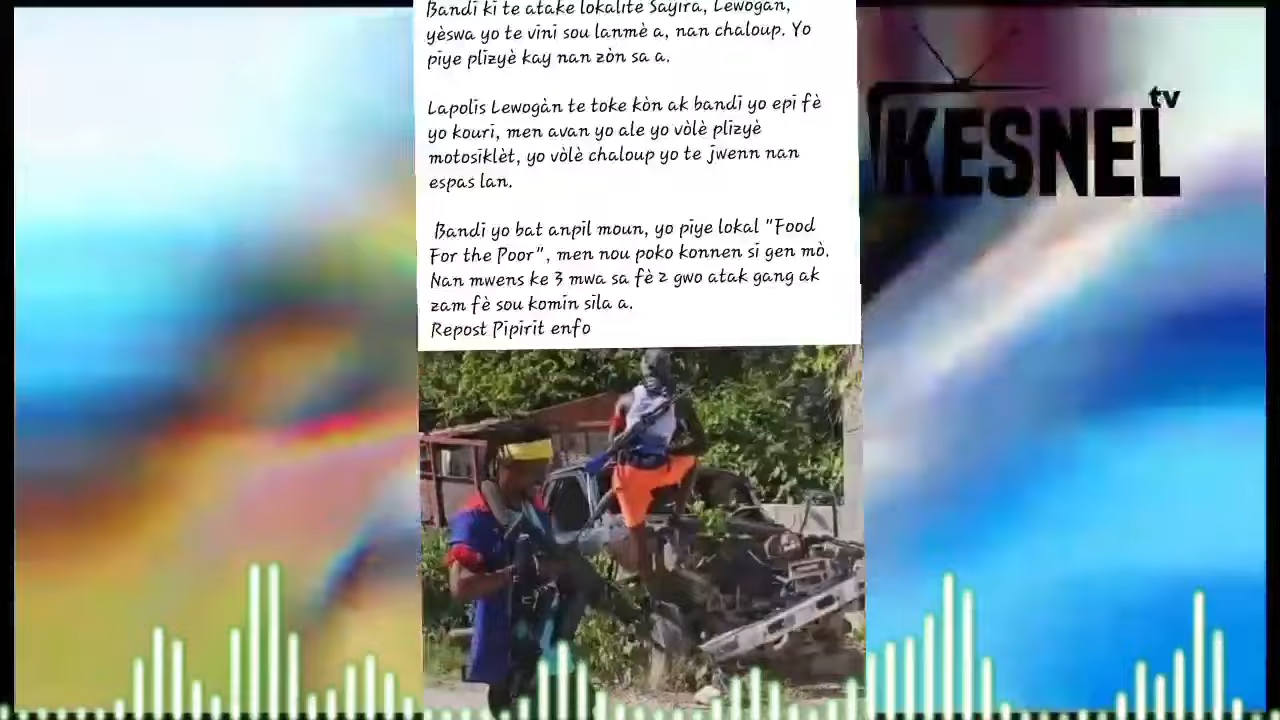 Bandi ki te atake lokalite Sayira, Lewogàn,
yèswa yo te vini sou lanmè a, nan chaloup. Yo
piye plizyè kay nan zòn sa a.
Lapolis Lewogàn te toke kòn ak bandi yo epi fè
yo kouri, men avan yo ale yo vòlè plizyè
motosiklèt, yo vòlè chaloup yo te jwenn nan
espas lan.
Bandi yo bat anpil moun, yo piye lokal "Food
For the Poor", men nou poko konnen si gen mò.
Nan mwens ke 3 mwa sa fè 2 gwo atak gang ak
zam fè sou komin sila a.
Repost Pipirit enfo
tv
KESNEL